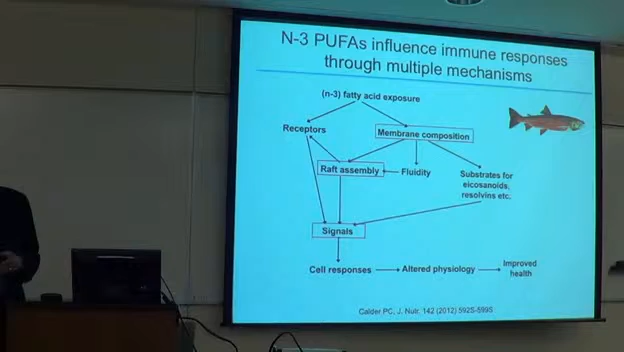 N-3 PUFAs influence immune responses
through multiple mechanisms
(n-3) fatty acid exposure
Receptors
Membrane composition
Raft assembly
Fluidity
Substrates for
eicosanoids,
resolvins etc.
Signals
Cell responses
Altered physiology
Improved
health
Calder PC, J. Nutr. 142 (2012) 592S-599S